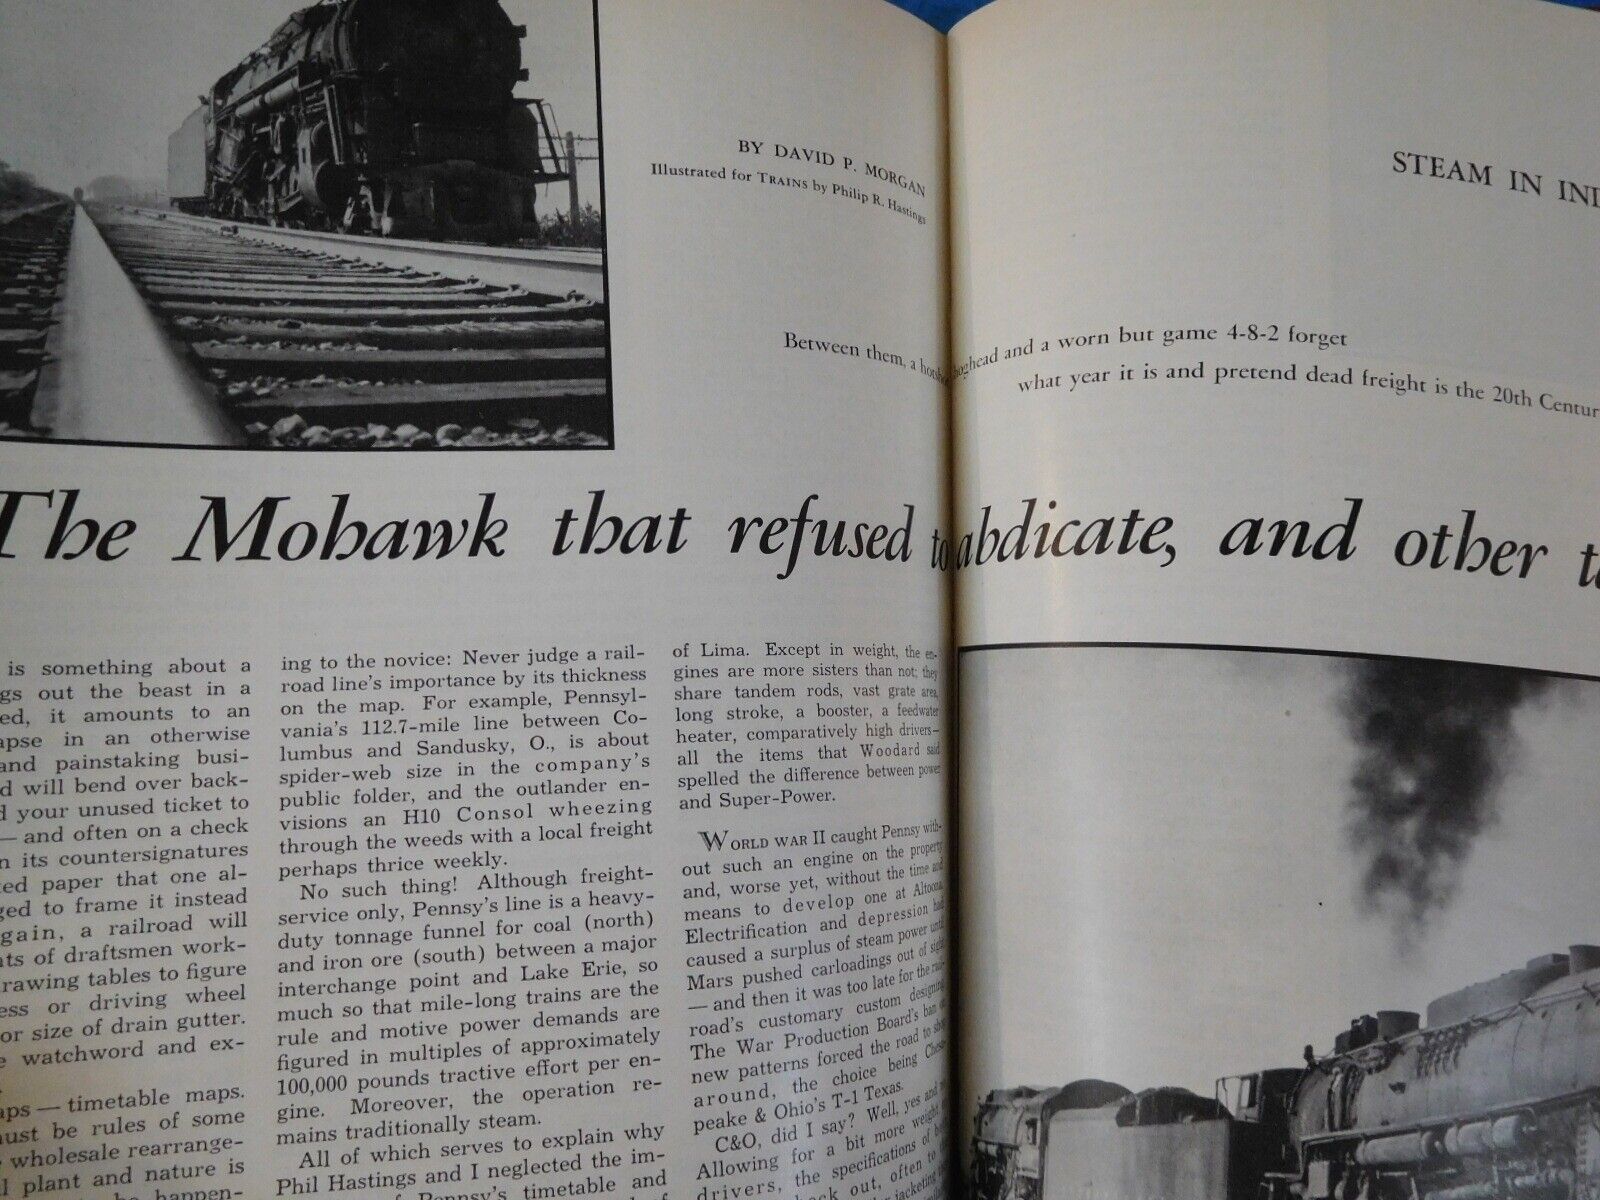 BY DAVID P. MORGAN
Illustrated for TRAINS by Philip R. Hastings
STEAM IN
Between them, a hoghead and a worn but game 4-8-2 forget
what year it is and pretend dead freight is the 20th
The Mohawk that refused to abdicate, and other
is something about a
out the beast in a
it amounts to an
in an otherwise
and painstaking busi-
will bend over back-
your unused ticket to
— and often on a check
its countersignatures
paper that one al-
to frame it instead
a railroad will
of draftsmen work-
drawing tables to figure
or driving wheel
or size of drain gutter.
watchword and ex-
— timetable maps.
must be rules of some
wholesale rearrange-
plant and nature is
happen-
ing to the novice: Never judge a rail-
road line's importance by its thickness
on the map. For example, Pennsyl-
vania's 112.7-mile line between Co-
lumbus and Sandusky, O., is about
spider-web size in the company's
public folder, and the outlander en-
visions an H10 Consol wheezing
through the weeds with a local freight
perhaps thrice weekly.
No such thing! Although freight-
service only, Pennsy's line is a heavy-
duty tonnage funnel for coal (north)
and iron ore (south) between a major
interchange point and Lake Erie, so
much so that mile-long trains are the
rule and motive power demands are
figured in multiples of approximately
100,000 pounds tractive effort per en-
gine. Moreover, the operation re-
mains traditionally steam.
All of which serves to explain why
Phil Hastings and I neglected the im-
Pennsy's timetable and
of Lima. Except in weight, the en-
gines are more sisters than not; they
share tandem rods, vast grate area,
long stroke, a booster, a feedwater
heater, comparatively high drivers—
all the items that Woodard said
spelled the difference between power
and Super-Power.
WORLD WAR II caught Pennsy with-
out such an engine on the property
and, worse yet, without the time and
means to develop one at Altoona.
Electrification and depression had
caused a surplus of steam power until
Mars pushed carloadings out of sight
— and then it was too late for the rail-
road's customary custom designing.
The War Production Board's ban on
new patterns forced the road to shop
around, the choice being Chesa-
peake & Ohio's T-1 Texas.
C&O, did I say? Well, yes and no.
Allowing for a bit more weight
drivers, the specifications of
out, often to
jacketing